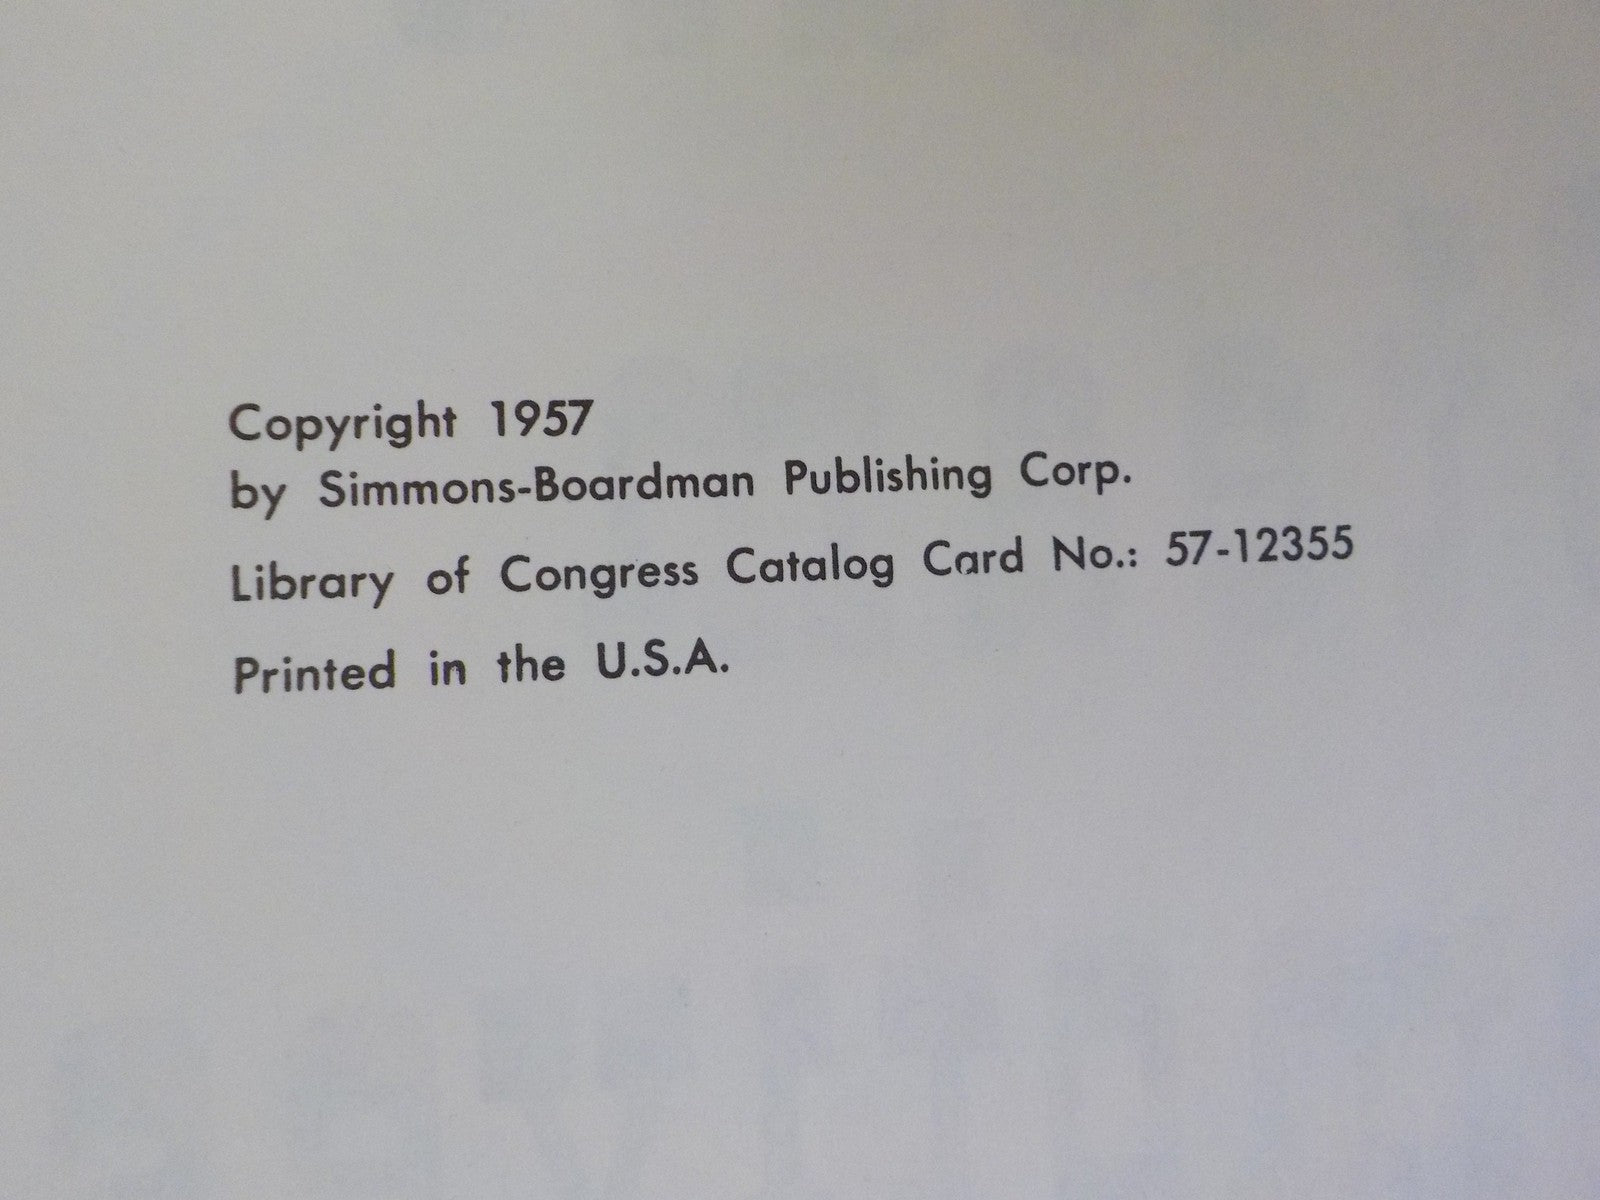 Copyright 1957
by Simmons-Boardman Publishing Corp.
Library of Congress Catalog Card No.: 57-12355
Printed in the U.S.A.